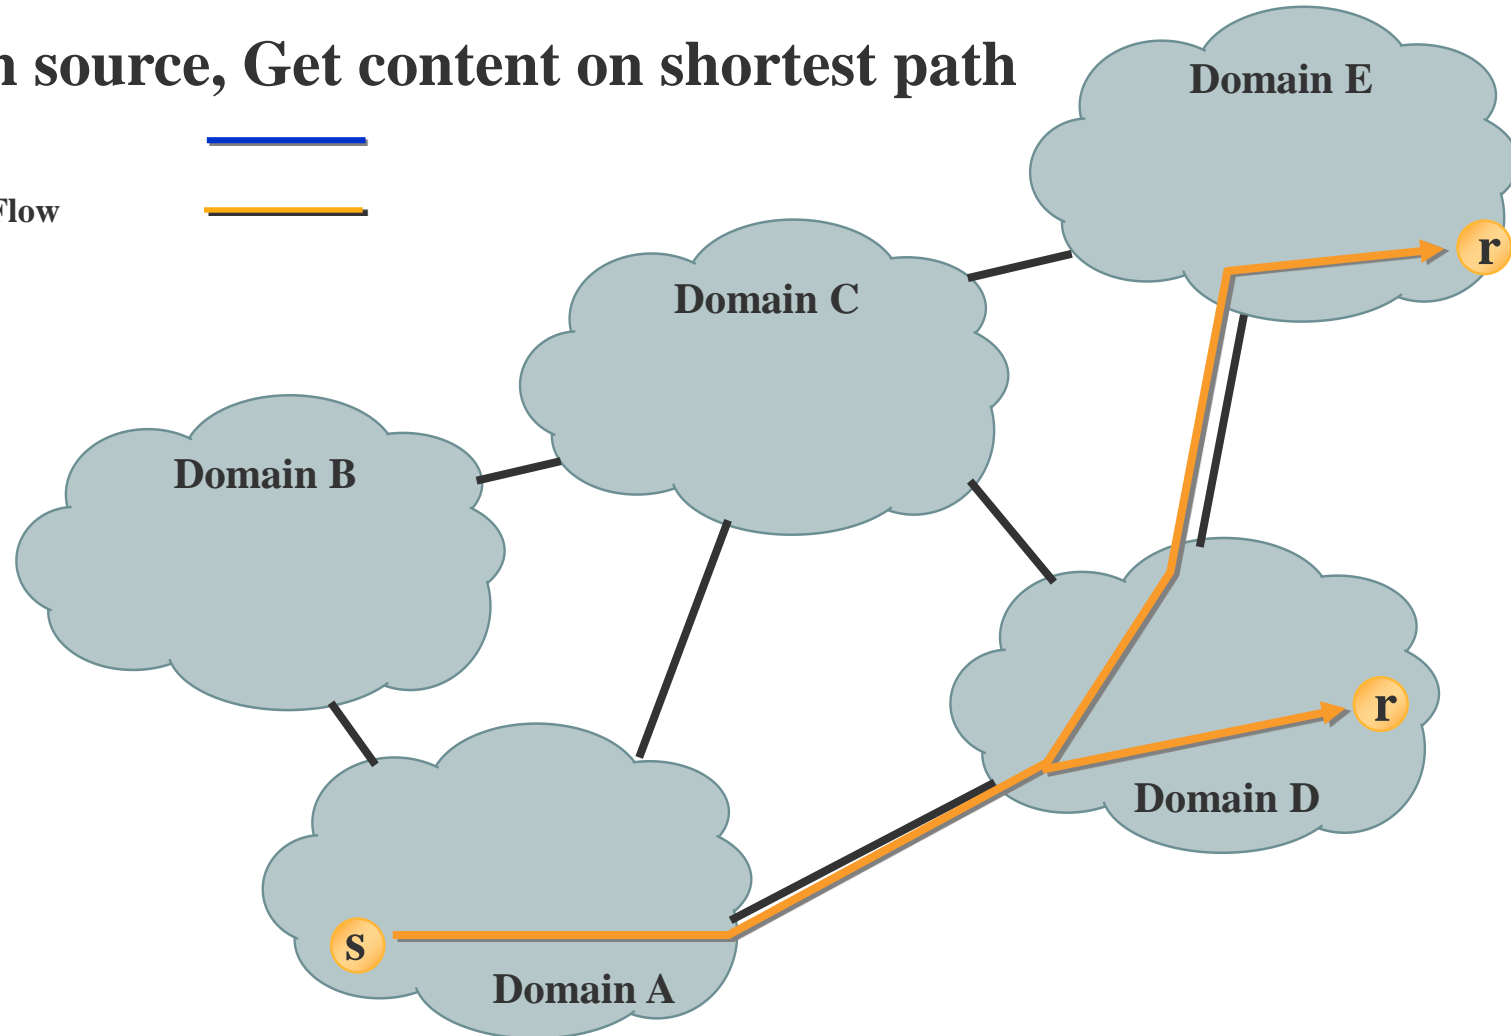 n source, Get content on shortest path
Domain E
Flow
r
Domain C
Domain B
r
Domain D
s
Domain A